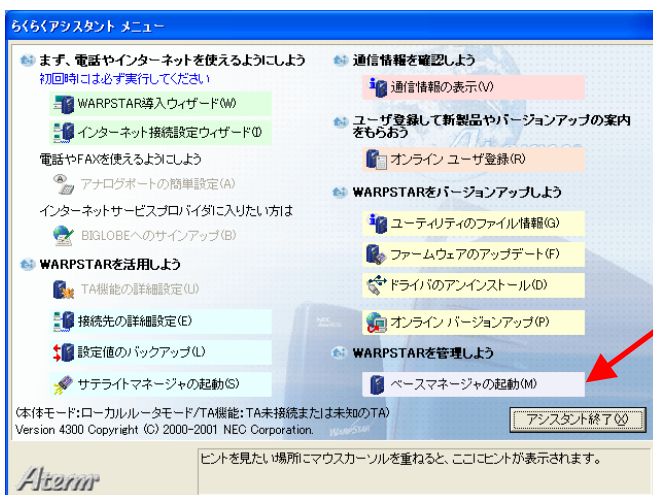 らくらくアシスタント メニュー
まず、電話やインターネットを使えるようにしよう
初回時には必ず実行してください
WARPSTAR導入ウィザード(W)
インターネット接続設定ウィザード(I)
電話やFAXを使えるようにしよう
アナログポートの簡単設定(A)
インターネットサービスプロバイダに入りたい方は
BIGLOBEへのサインアップ(B)
WARPSTARを活用しよう
TA機能の詳細設定(U)
接続先の詳細設定(E)
設定値のバックアップ(L)
サテライトマネージャの起動(S)
通信情報を確認しよう
通信情報の表示(V)
ユーザ登録して新製品やバージョンアップの案内
をもらおう
オンライン ユーザ登録(R)
WARPSTARをバージョンアップしよう
ユーティリティのファイル情報(G)
ファームウェアのアップデート(F)
ドライバのアンインストール(D)
オンライン バージョンアップ(P)
WARPSTARを管理しよう
ベースマネージャの起動(M)
(本体モード:ローカルルータモード/TA機能:TA未接続または未知のTA)
Version 4300 Copyright (C) 2000-2001 NEC Corporation.
アシスタント終了(X)
Aterm
ヒントを見たい場所にマウスカーソルを重ねると、ここにヒントが表示されます。